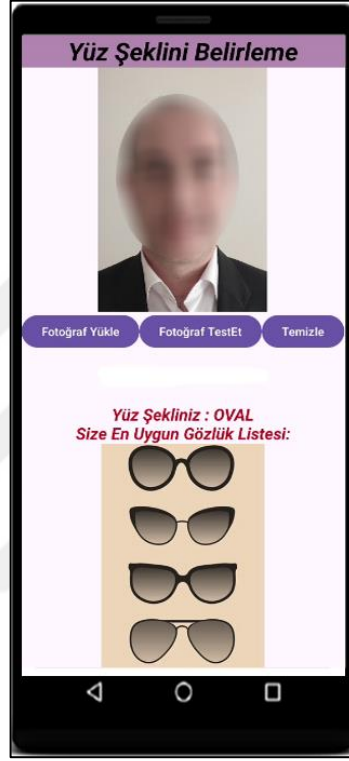 Yüz Şeklini Belirleme
Fotoğraf Yükle
Fotoğraf TestEt
Temizle
Yüz Şekliniz : OVAL
Size En Uygun Gözlük Listesi: